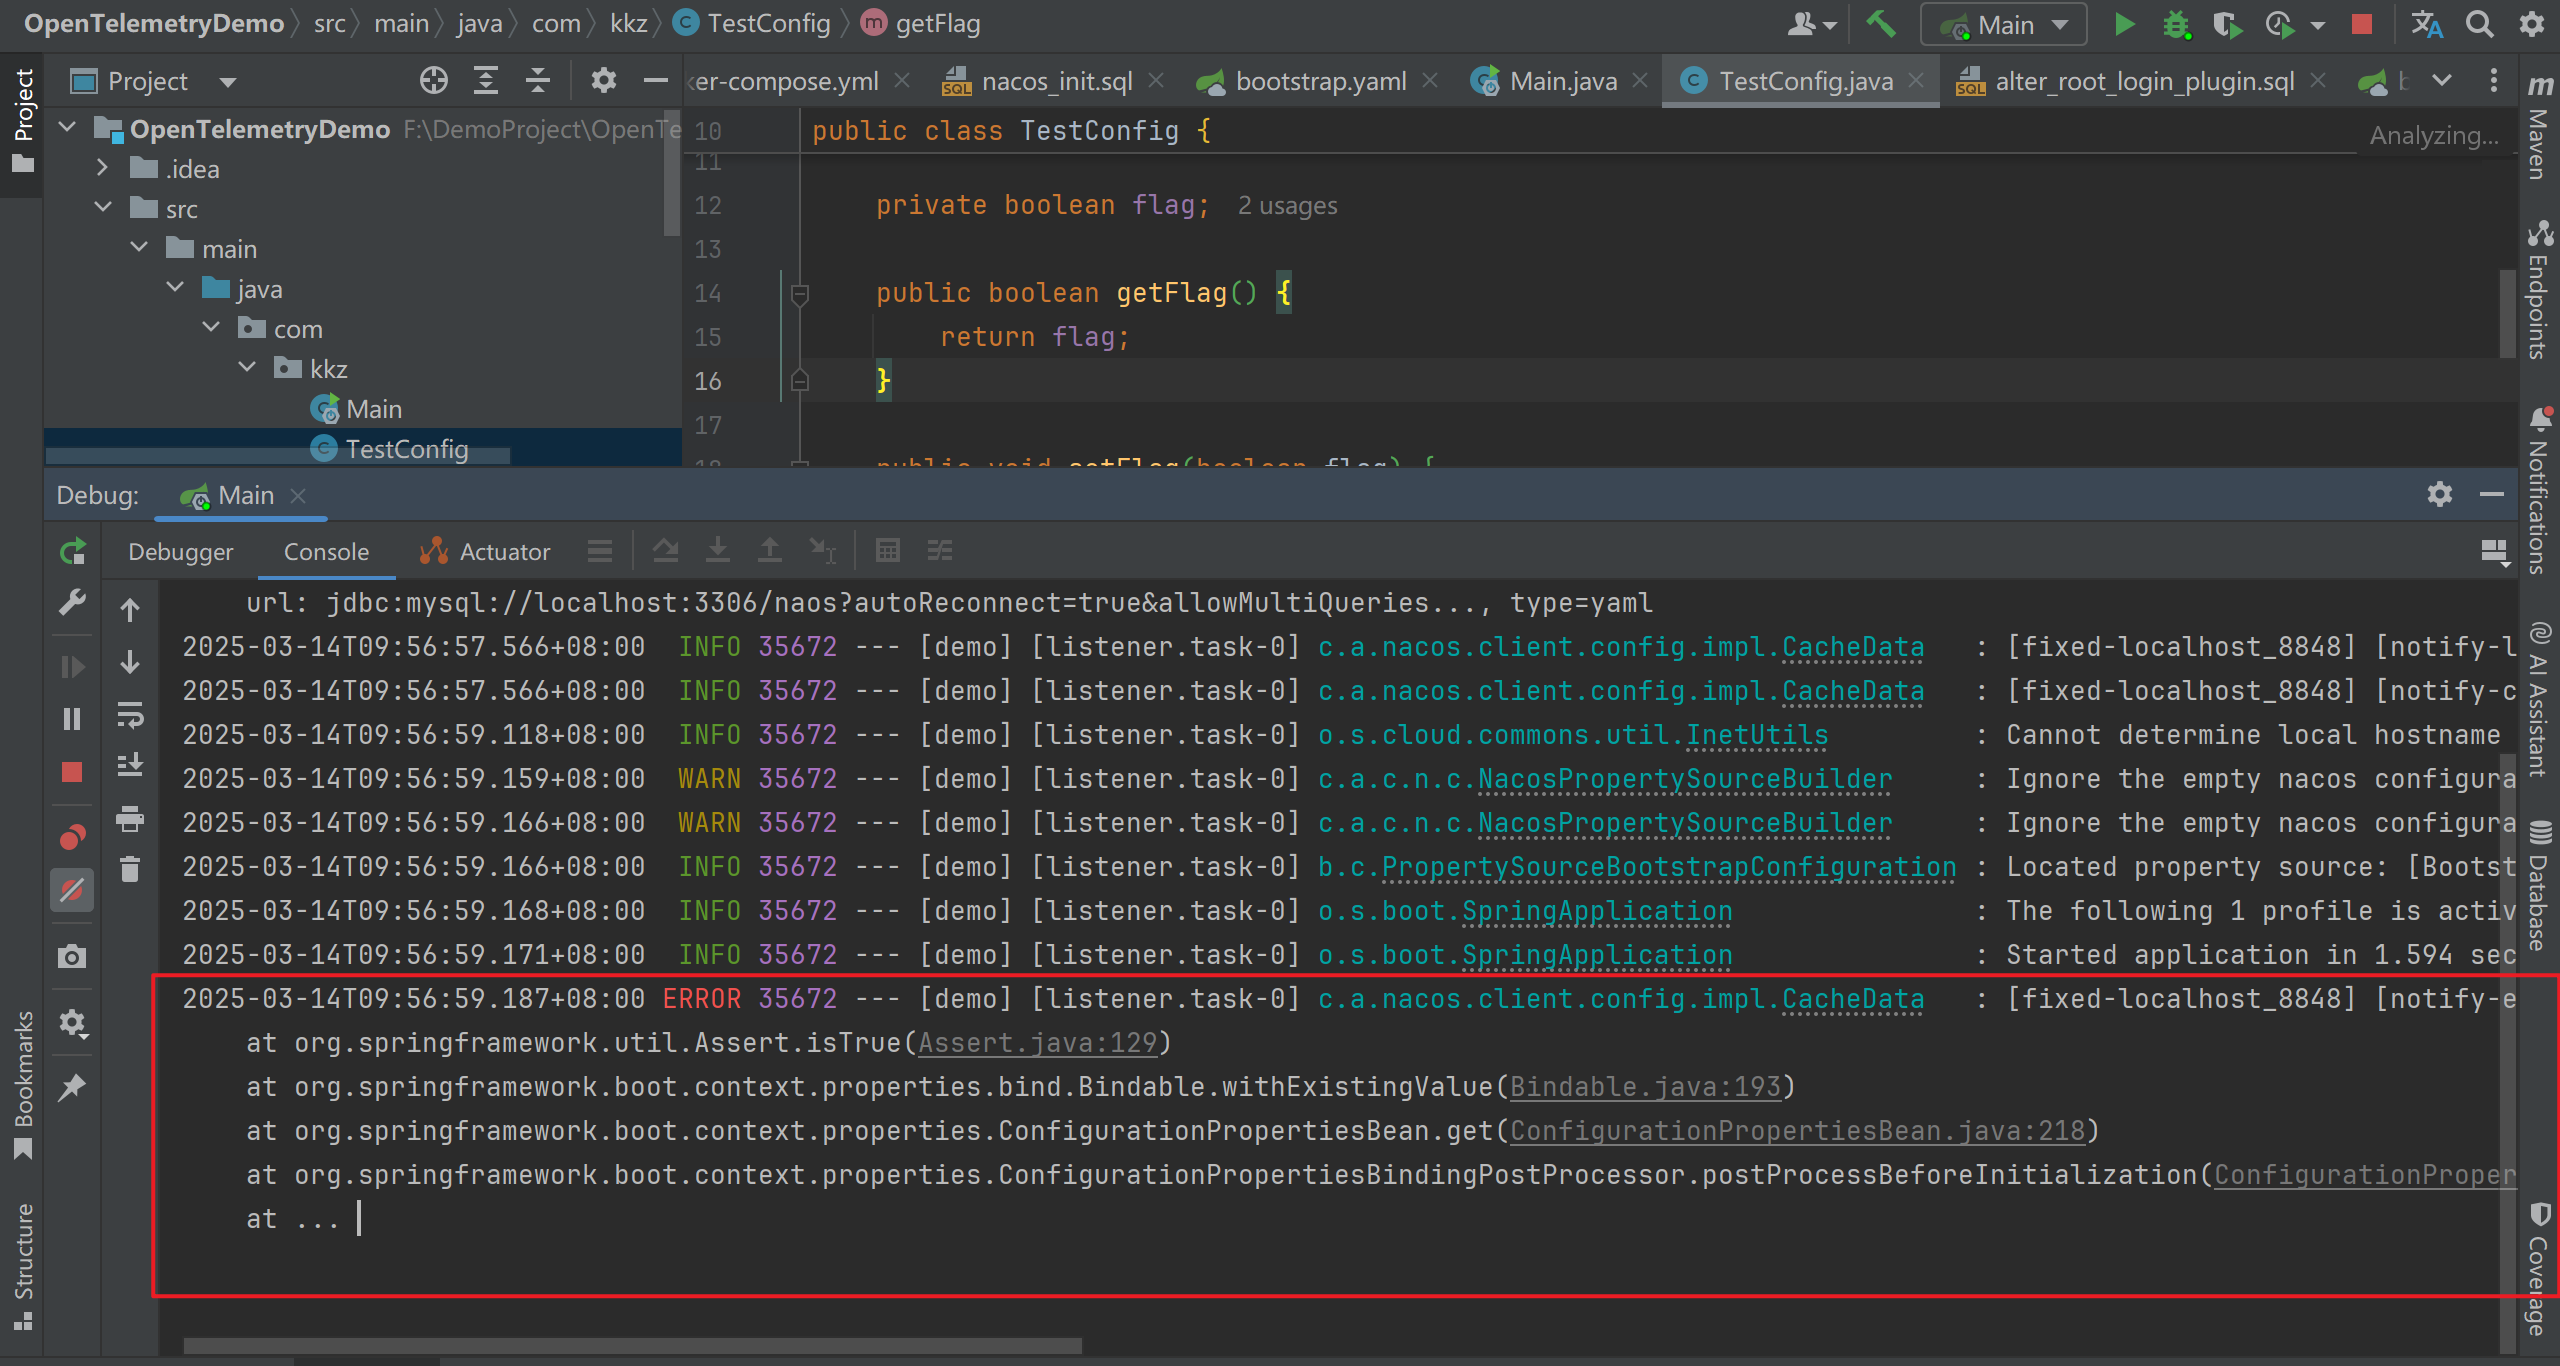 OpenTelemetryDemo src main java com kkz TestConfig getFlag
Main
Project
er-compose.yml nacos_init.sql bootstrap.yaml Main.java TestConfig.java alter_root_login_plugin.sql b
OpenTelemetryDemo F:\DemoProject\OpenTe
.idea
src
main
java
com
kkz
Main
TestConfig
10 public class TestConfig {
Analyzing...
11
12 private boolean flag; 2 usages
13
14 public boolean getFlag() {
15 return flag;
16 }
17
18 public void setFlag(boolean flag) {
Debug: Main
Debugger Console Actuator
url: jdbc:mysql://localhost:3306/naos?autoReconnect=true&allowMultiQueries..., type=yaml
2025-03-14T09:56:57.566+08:00 INFO 35672 --- [demo] [listener.task-0] c.a.nacos.client.config.impl.CacheData : [fixed-localhost_8848] [notify-l
2025-03-14T09:56:57.566+08:00 INFO 35672 --- [demo] [listener.task-0] c.a.nacos.client.config.impl.CacheData : [fixed-localhost_8848] [notify-c
2025-03-14T09:56:59.118+08:00 INFO 35672 --- [demo] [listener.task-0] o.s.cloud.commons.util.InetUtils : Cannot determine local hostname
2025-03-14T09:56:59.159+08:00 WARN 35672 --- [demo] [listener.task-0] c.a.c.n.c.NacosPropertySourceBuilder : Ignore the empty nacos configura
2025-03-14T09:56:59.166+08:00 WARN 35672 --- [demo] [listener.task-0] c.a.c.n.c.NacosPropertySourceBuilder : Ignore the empty nacos configura
2025-03-14T09:56:59.166+08:00 INFO 35672 --- [demo] [listener.task-0] b.c.PropertySourceBootstrapConfiguration : Located property source: [Bootst
2025-03-14T09:56:59.168+08:00 INFO 35672 --- [demo] [listener.task-0] o.s.boot.SpringApplication : The following 1 profile is activ
2025-03-14T09:56:59.171+08:00 INFO 35672 --- [demo] [listener.task-0] o.s.boot.SpringApplication : Started application in 1.594 sec
2025-03-14T09:56:59.187+08:00 ERROR 35672 --- [demo] [listener.task-0] c.a.nacos.client.config.impl.CacheData : [fixed-localhost_8848] [notify-e
at org.springframework.util.Assert.isTrue(Assert.java:129)
at org.springframework.boot.context.properties.bind.Bindable.withExistingValue(Bindable.java:193)
at org.springframework.boot.context.properties.ConfigurationPropertiesBean.get(ConfigurationPropertiesBean.java:218)
at org.springframework.boot.context.properties.ConfigurationPropertiesBindingPostProcessor.postProcessBeforeInitialization(ConfigurationProper
at ...
Project
Bookmarks
Structure
Maven
Endpoints
Notifications
AI Assistant
Database
Coverage